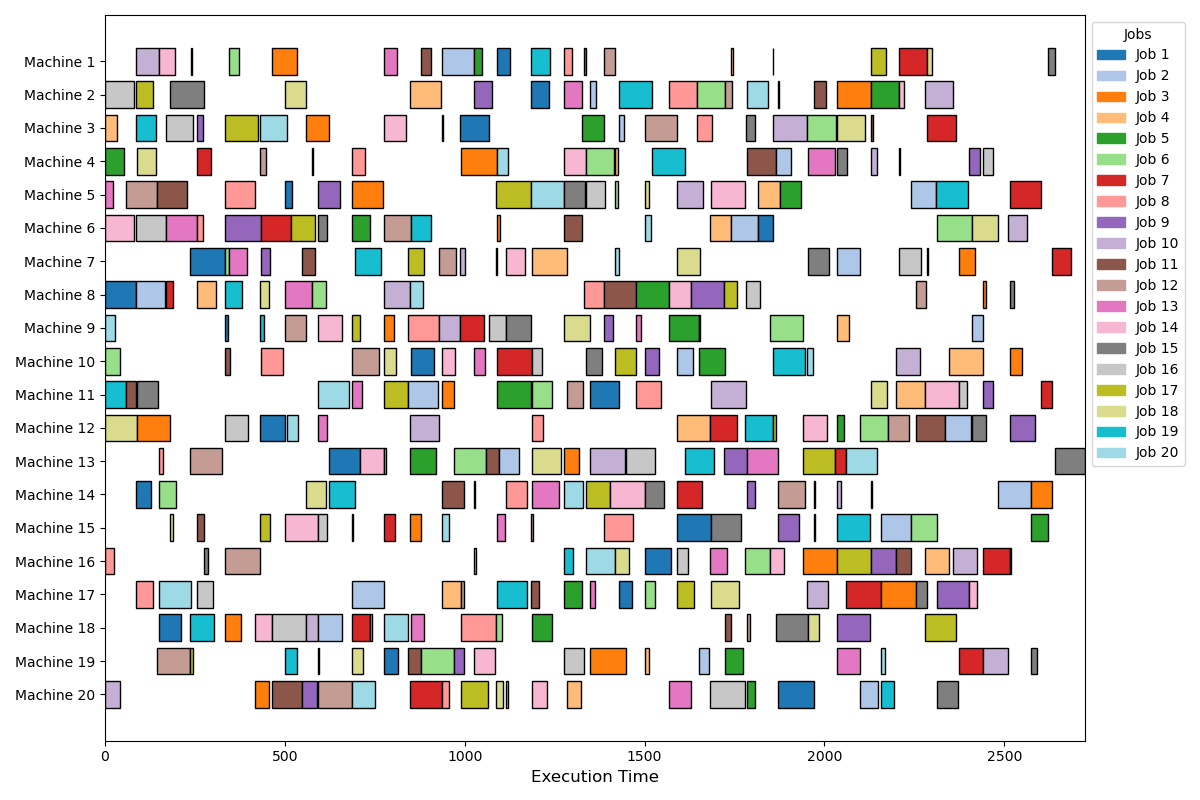 Machine 1
Machine 2
Machine 3
Machine 4
Machine 5
Machine 6
Machine 7
Machine 8
Machine 9
Machine 10
Machine 11
Machine 12
Machine 13
Machine 14
Machine 15
Machine 16
Machine 17
Machine 18
Machine 19
Machine 20
0 500 1000 1500 2000 2500
Execution Time
Jobs
Job 1
Job 2
Job 3
Job 4
Job 5
Job 6
Job 7
Job 8
Job 9
Job 10
Job 11
Job 12
Job 13
Job 14
Job 15
Job 16
Job 17
Job 18
Job 19
Job 20